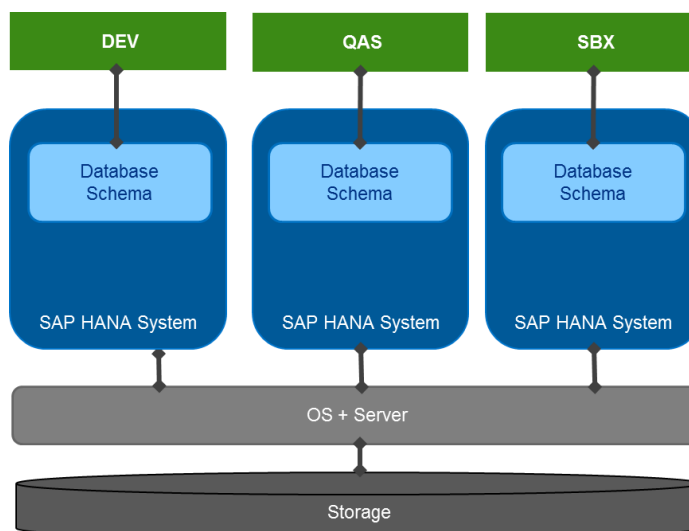 DEV
QAS
SBX
Database
Schema
Database
Schema
Database
Schema
SAP HANA System
SAP HANA System
SAP HANA System
OS + Server
Storage